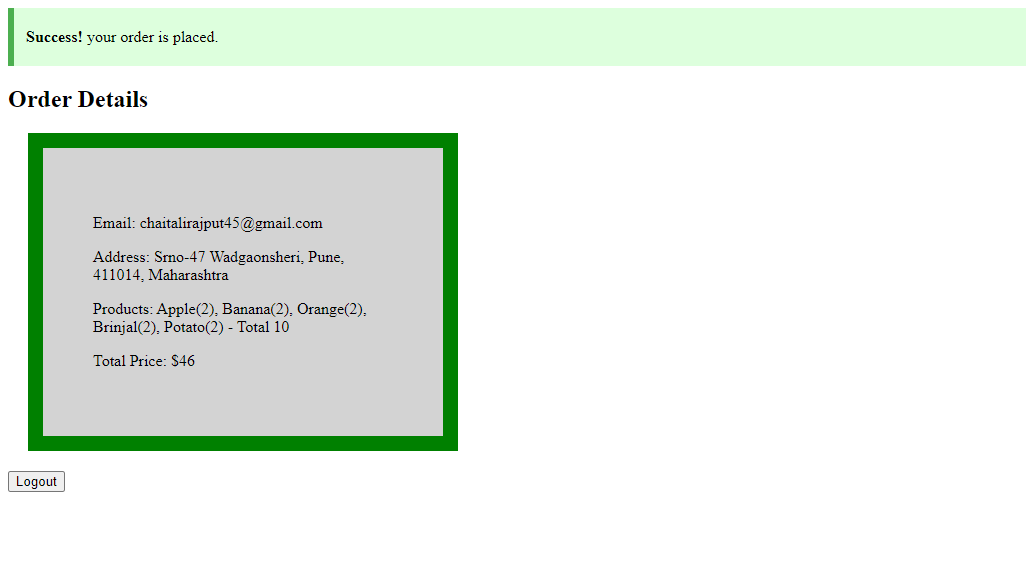 Success! your order is placed.
Order Details
Email: chaitalirajput45@gmail.com
Address: Srno-47 Wadgaonsheri, Pune,
411014, Maharashtra
Products: Apple(2), Banana(2), Orange(2),
Brinjal(2), Potato(2) - Total 10
Total Price: $46
Logout